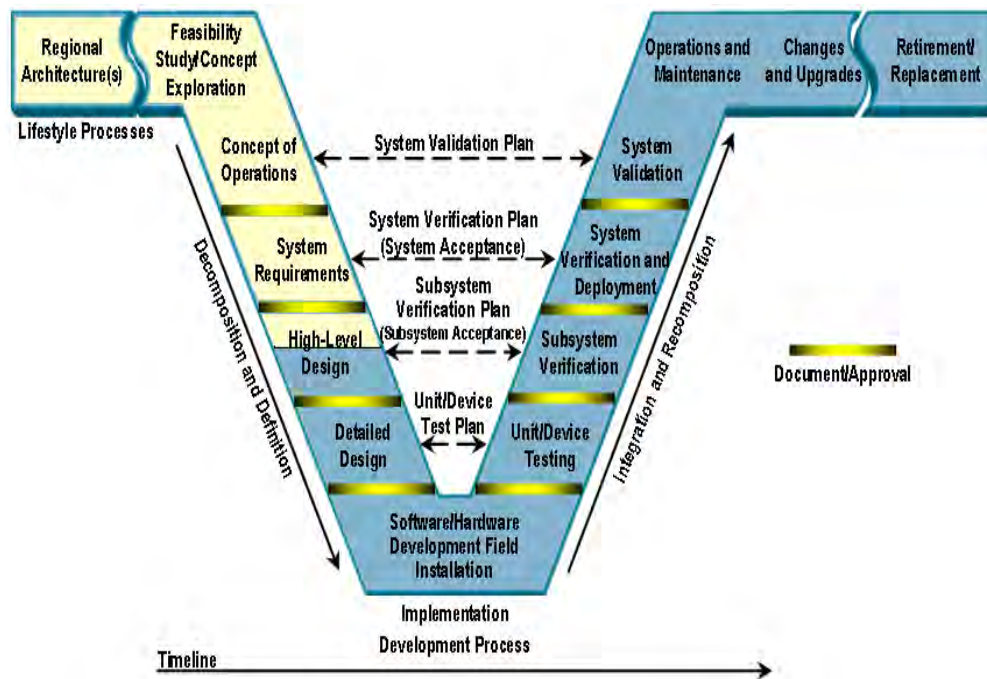 Regional
Architecture(s)
Feasibility
Study/Concept
Exploration
Operations and
Maintenance
Changes
and Upgrades
Retirement/
Replacement
Lifestyle Processes
Concept of
Operations
System Validation Plan
System
Validation
System Verification Plan
(System Acceptance)
System
Requirements
System
Verification and
Deployment
Subsystem
Verification Plan
(Subsystem Acceptance)
High-Level
Design
Subsystem
Verification
Document/Approval
Unit/Device
Test Plan
Detailed
Design
Unit/Device
Testing
Decomposition and Definition
Integration and Recomposition
Software/Hardware
Development Field
Installation
Implementation
Development Process
Timeline